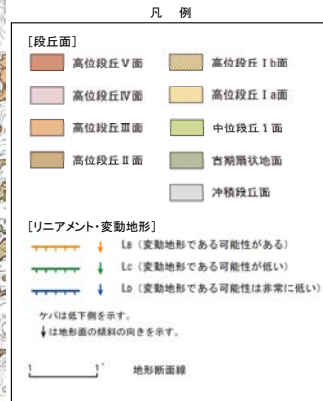 凡 例
[段丘面]
高位段丘Ⅴ面 高位段丘Ⅰb面
高位段丘Ⅳ面 高位段丘Ⅰa面
高位段丘Ⅲ面 中位段丘1面
高位段丘Ⅱ面 古期扇状地面
沖積段丘面
[リニアメント・変動地形]
LB (変動地形である可能性がある)
LC (変動地形である可能性が低い)
LD (変動地形である可能性は非常に低い)
ケバは低下側を示す。
↓は地形面の傾斜の向きを示す。
1 1' 地形断面線